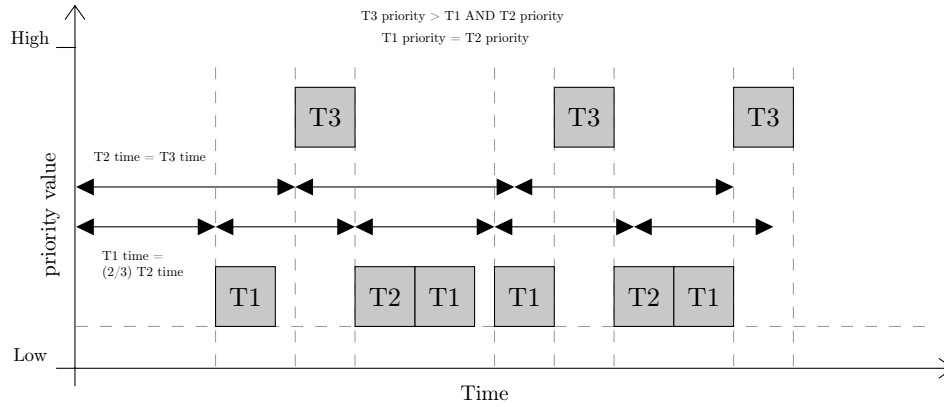 T3 priority > T1 AND T2 priority
T1 priority = T2 priority
High
T3
T3
T3
T2 time = T3 time
priority value
T1 time =
(2/3) T2 time
T1
T2
T1
T1
T2
T1
Low
Time